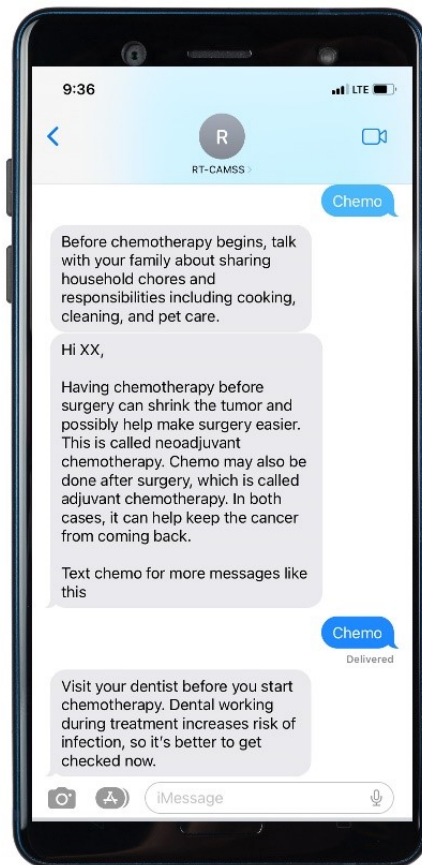 9:36
LTE
R
RT-CAMSS
Chemo
Before chemotherapy begins, talk
with your family about sharing
household chores and
responsibilities including cooking,
cleaning, and pet care.
Hi XX,
Having chemotherapy before
surgery can shrink the tumor and
possibly help make surgery easier.
This is called neoadjuvant
chemotherapy. Chemo may also be
done after surgery, which is called
adjuvant chemotherapy. In both
cases, it can help keep the cancer
from coming back.
Text chemo for more messages like
this
Chemo
Delivered
Visit your dentist before you start
chemotherapy. Dental working
during treatment increases risk of
infection, so it's better to get
checked now.
iMessage